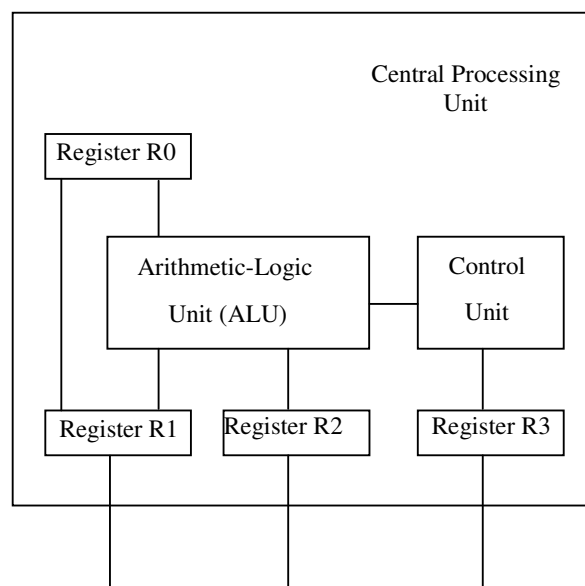 Central Processing
Unit
Register R0
Arithmetic-Logic
Unit (ALU)
Control
Unit
Register R1
Register R2
Register R3